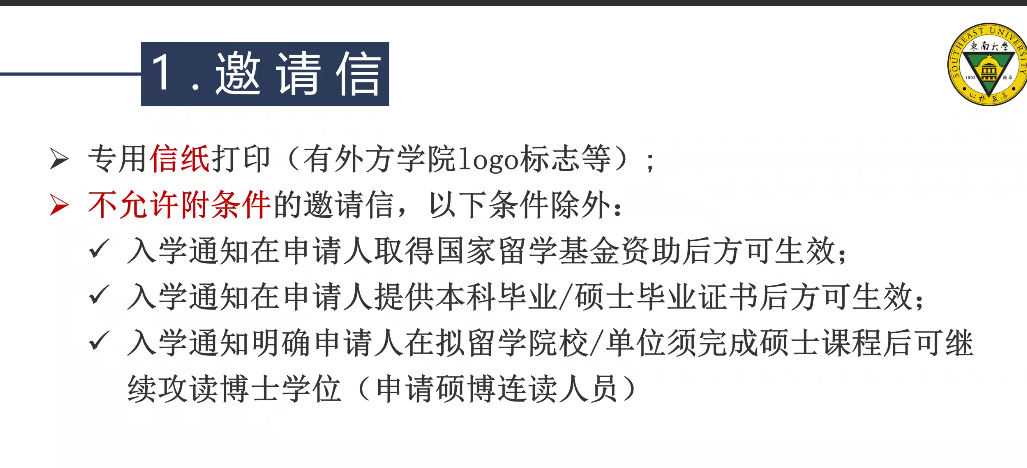 1.邀请信
SOUTHEAST UNIVERSITY
東南大學
1902
南京
➢ 专用信纸打印（有外方学院logo标志等）;
➢ 不允许附条件的邀请信，以下条件除外：
✓ 入学通知在申请人取得国家留学基金资助后方可生效；
✓ 入学通知在申请人提供本科毕业/硕士毕业证书后方可生效；
✓ 入学通知明确申请人在拟留学院校/单位须完成硕士课程后可继
续攻读博士学位（申请硕博连读人员）